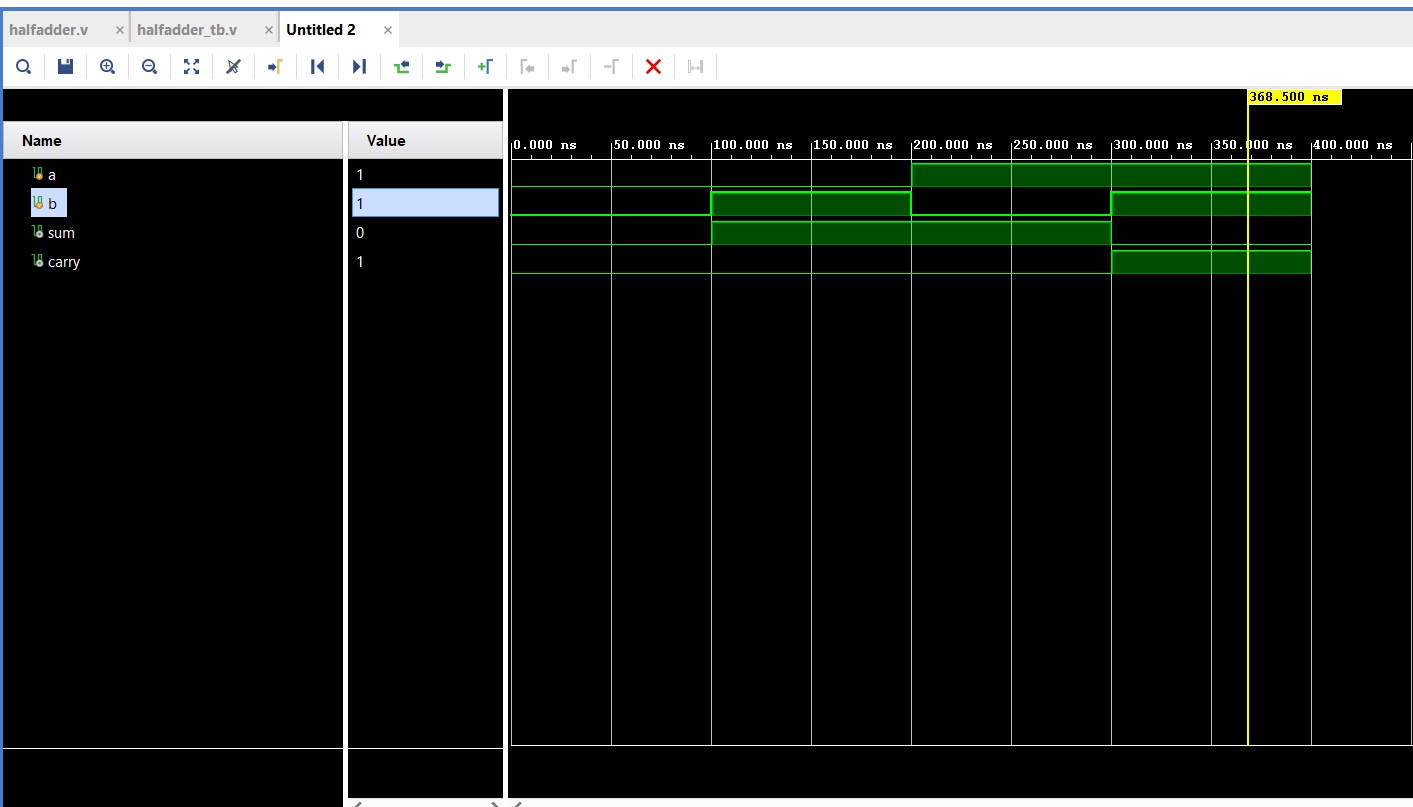 halfadder.v × halfadder_tb.v × Untitled 2 ×
368.500 ns
Name Value
0.000 ns 50.000 ns 100.000 ns 150.000 ns 200.000 ns 250.000 ns 300.000 ns 350.000 ns 400.000 ns
a 1
b 1
sum 0
carry 1